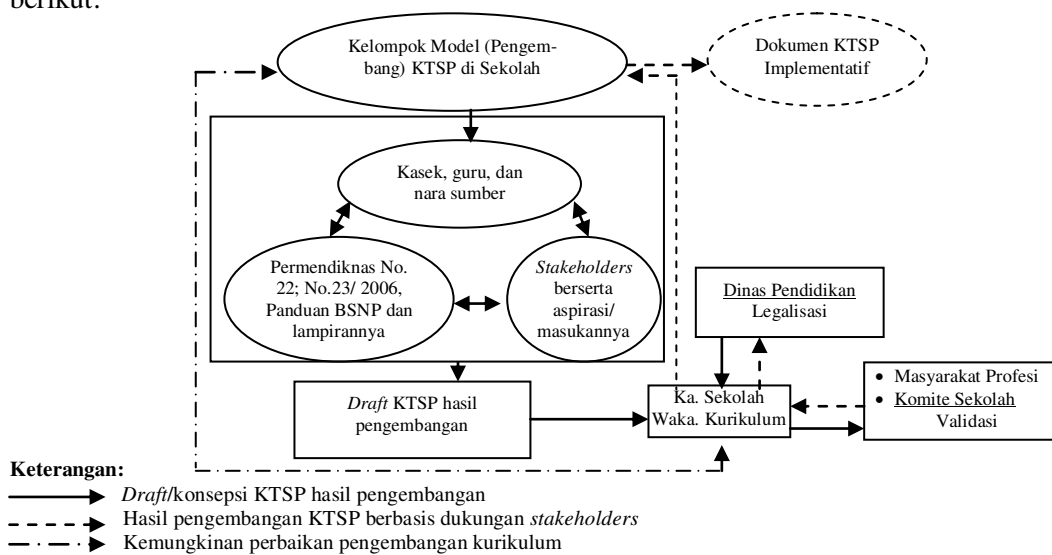 berikut:
Kelompok Model (Pengem-
bang) KTSP di Sekolah
Dokumen KTSP
Implementatif
Kasek, guru, dan
nara sumber
Permendiknas No.
22; No.23/ 2006,
Panduan BSNP dan
lampirannya
Stakeholders
berserta
aspirasi/
masukannya
Dinas Pendidikan
Legalisasi
Draft KTSP hasil
pengembangan
Ka. Sekolah
Waka. Kurikulum
• Masyarakat Profesi
• Komite Sekolah
Validasi
Keterangan:
Draft/konsepsi KTSP hasil pengembangan
Hasil pengembangan KTSP berbasis dukungan stakeholders
Kemungkinan perbaikan pengembangan kurikulum